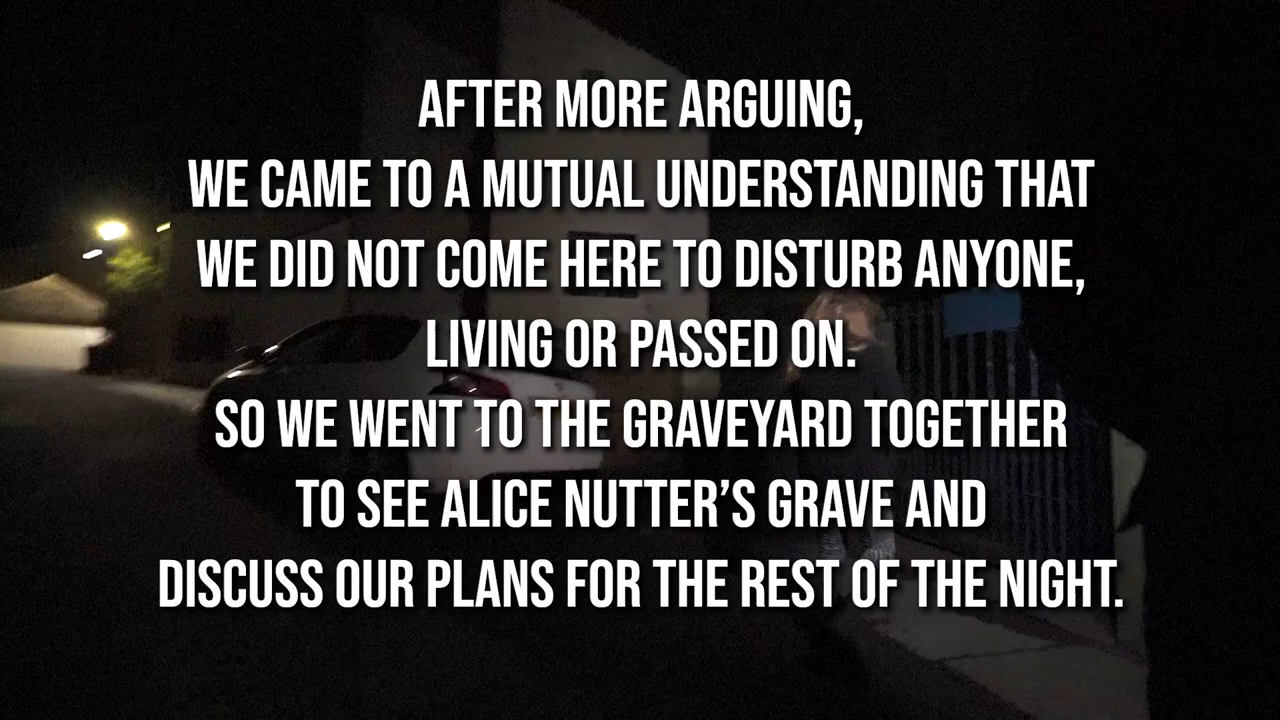 AFTER MORE ARGUING,
WE CAME TO A MUTUAL UNDERSTANDING THAT
WE DID NOT COME HERE TO DISTURB ANYONE,
LIVING OR PASSED ON.
SO WE WENT TO THE GRAVEYARD TOGETHER
TO SEE ALICE NUTTER’S GRAVE AND
DISCUSS OUR PLANS FOR THE REST OF THE NIGHT.